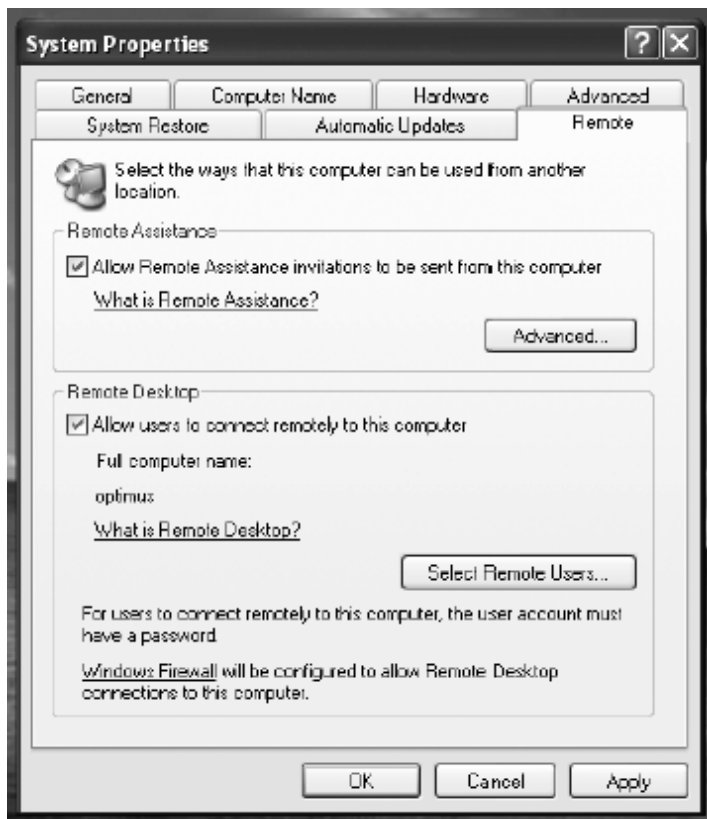 System Properties
General Computer Name Hardware Advanced
System Restore Automatic Updates Remote
Select the ways that this computer can be used from another
location.
Remote Assistance
Allow Remote Assistance invitations to be sent from this computer
What is Remote Assistance?
Advanced...
Remote Desktop
Allow users to connect remotely to this computer
Full computer name:
optimus
What is Remote Desktop?
Select Remote Users...
For users to connect remotely to this computer, the user account must
have a password.
Windows Firewall will be configured to allow Remote Desktop
connections to this computer.
OK Cancel Apply